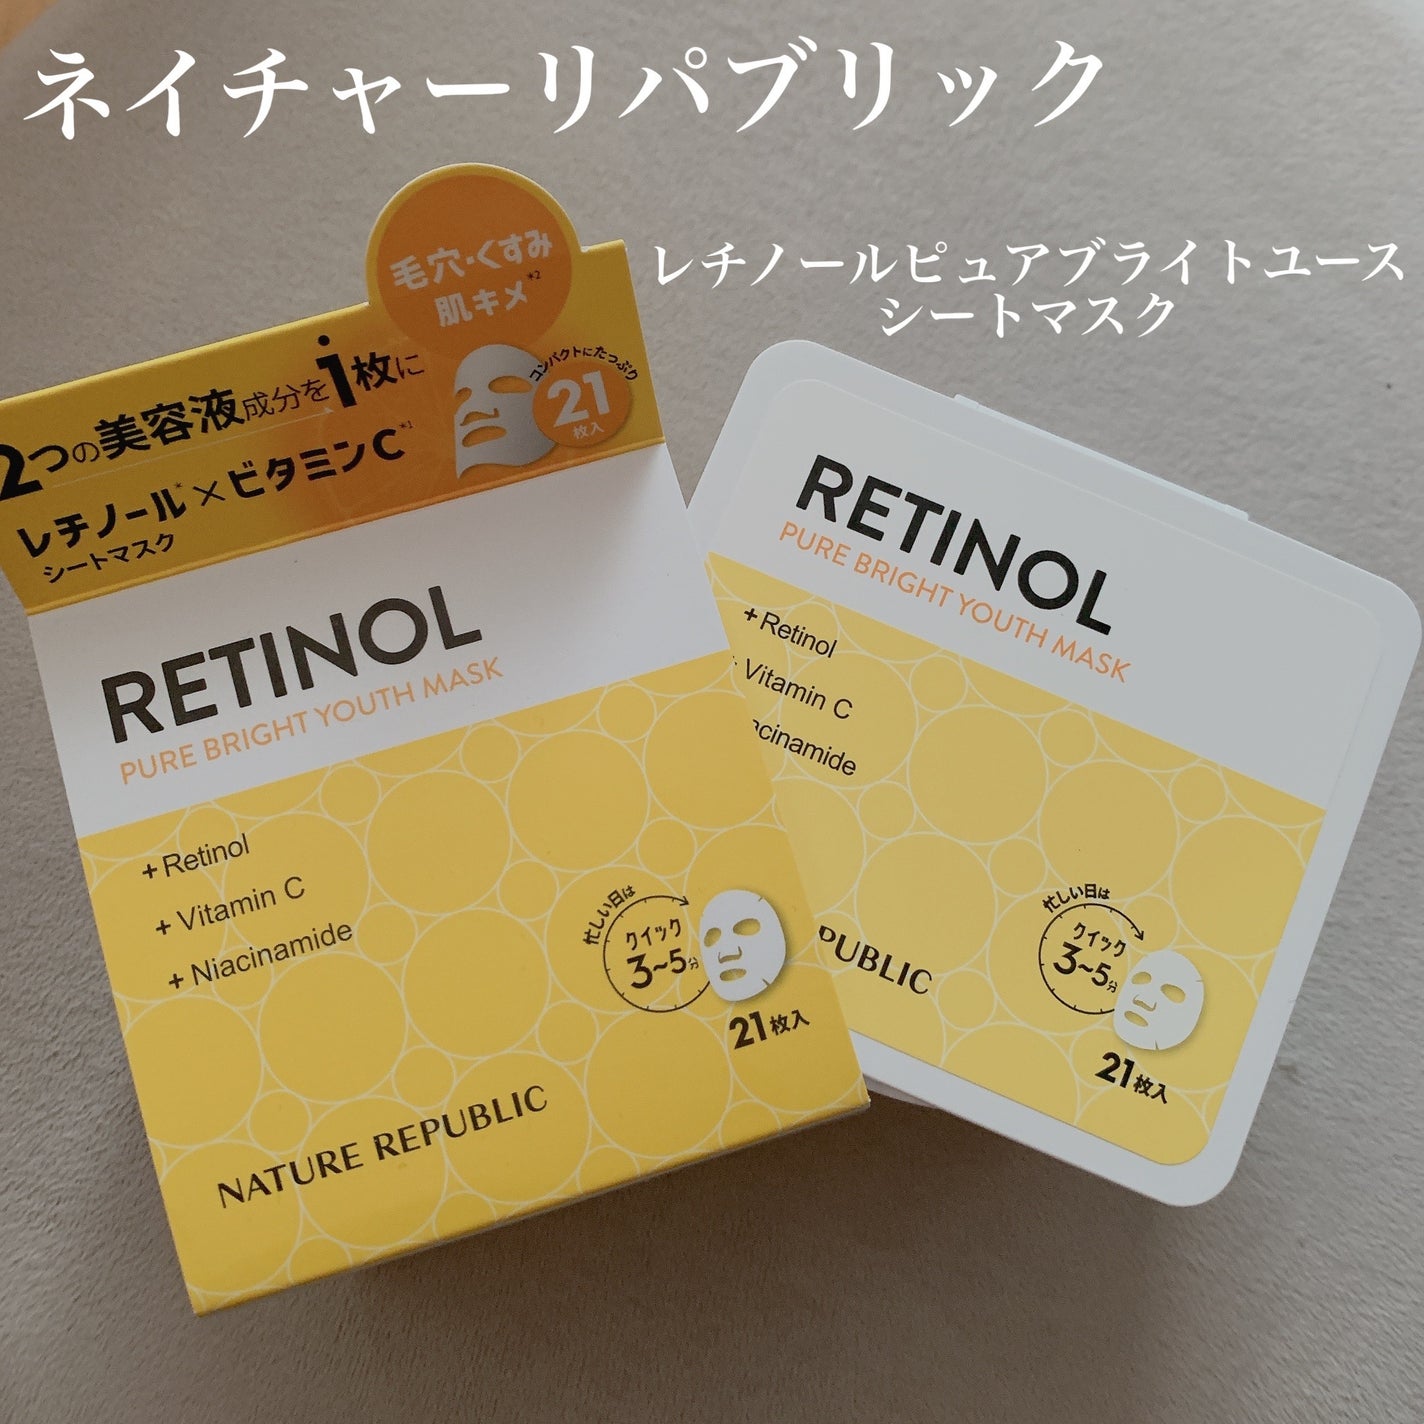 ネイチャーリパブリック
レチノールピュアブライトユース
シートマスク
毛穴・くすみ
肌キメ*2
コンパクトにたっぷり
21
枚入
2つの美容液成分を1枚に
レチノール*×ビタミンC*1
シートマスク
RETINOL
PURE BRIGHT YOUTH MASK
+ Retinol
+ Vitamin C
+ Niacinamide
忙しい日は
クイック
3~5分
21枚入
NATURE REPUBLIC
RETINOL
PURE BRIGHT YOUTH MASK
+ Retinol
Vitamin C
acinamide
忙しい日は
クイック
3~5分
21枚入
PUBLIC